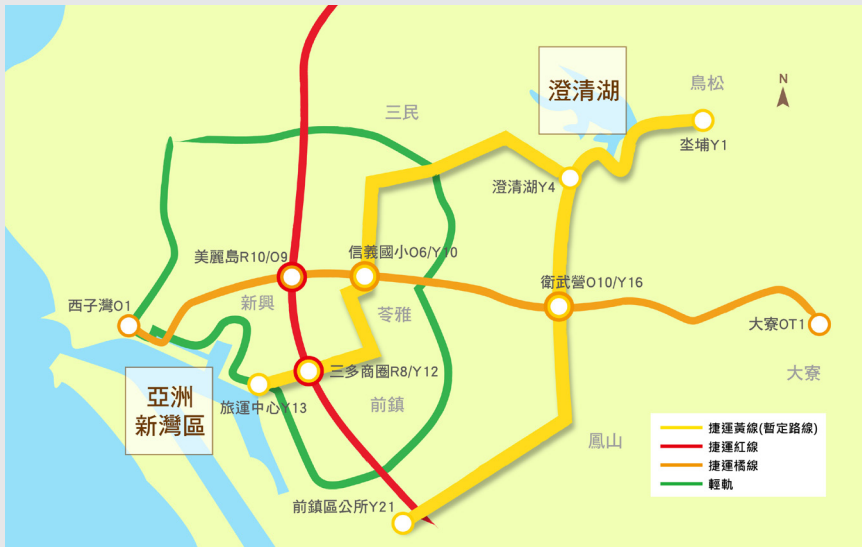 鳥松
N
澄清湖
三民
坔埔Y1
澄清湖Y4
美麗島R10/O9
信義國小O6/Y10
衛武營O10/Y16
西子灣O1
新興
苓雅
大寮OT1
三多商圈R8/Y12
大寮
亞洲
新灣區
旅運中心Y13
前鎮
鳳山
捷運黃線(暫定路線)
捷運紅線
捷運橘線
輕軌
前鎮區公所Y21